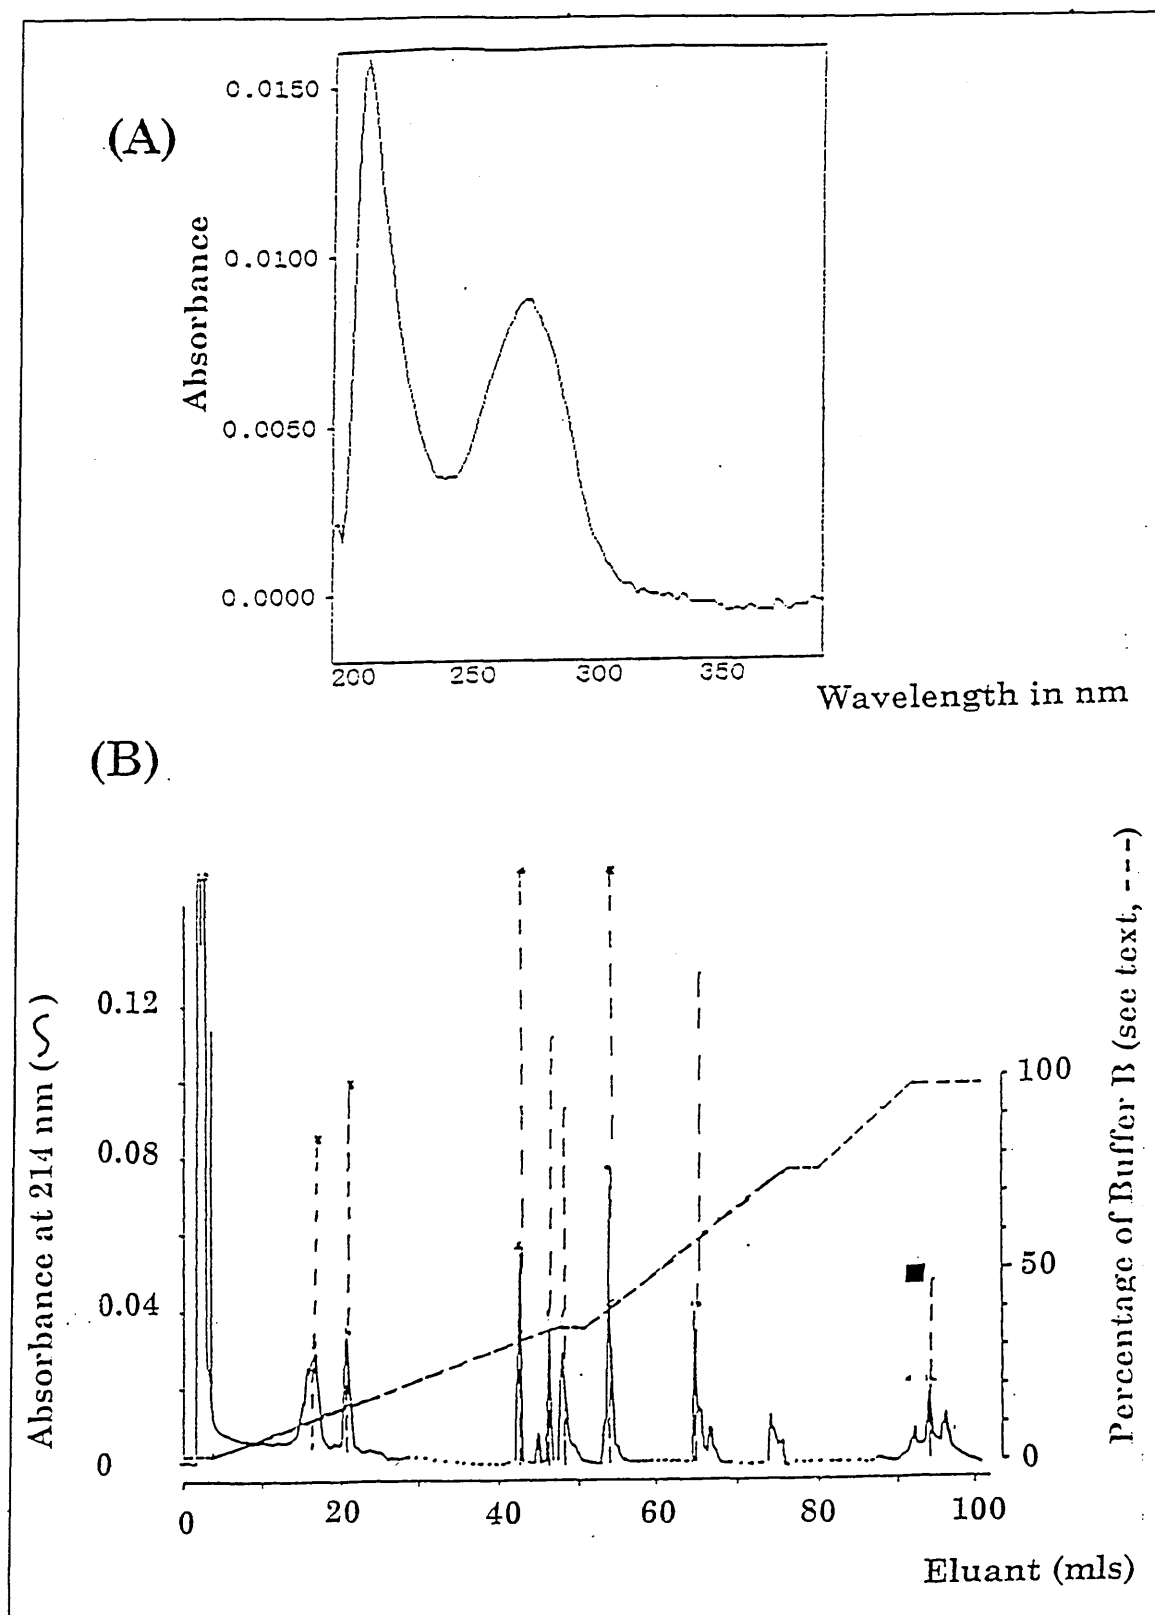 (A)
0.0150
0.0100
0.0050
0.0000
Absorbance
200 250 300 350
Wavelength in nm
(B)
0.12
0.08
0.04
0
Absorbance at 214 nm (∽)
100
50
0
Percentage of Buffer B (see text, ---)
0 20 40 60 80 100
Eluant (mls)